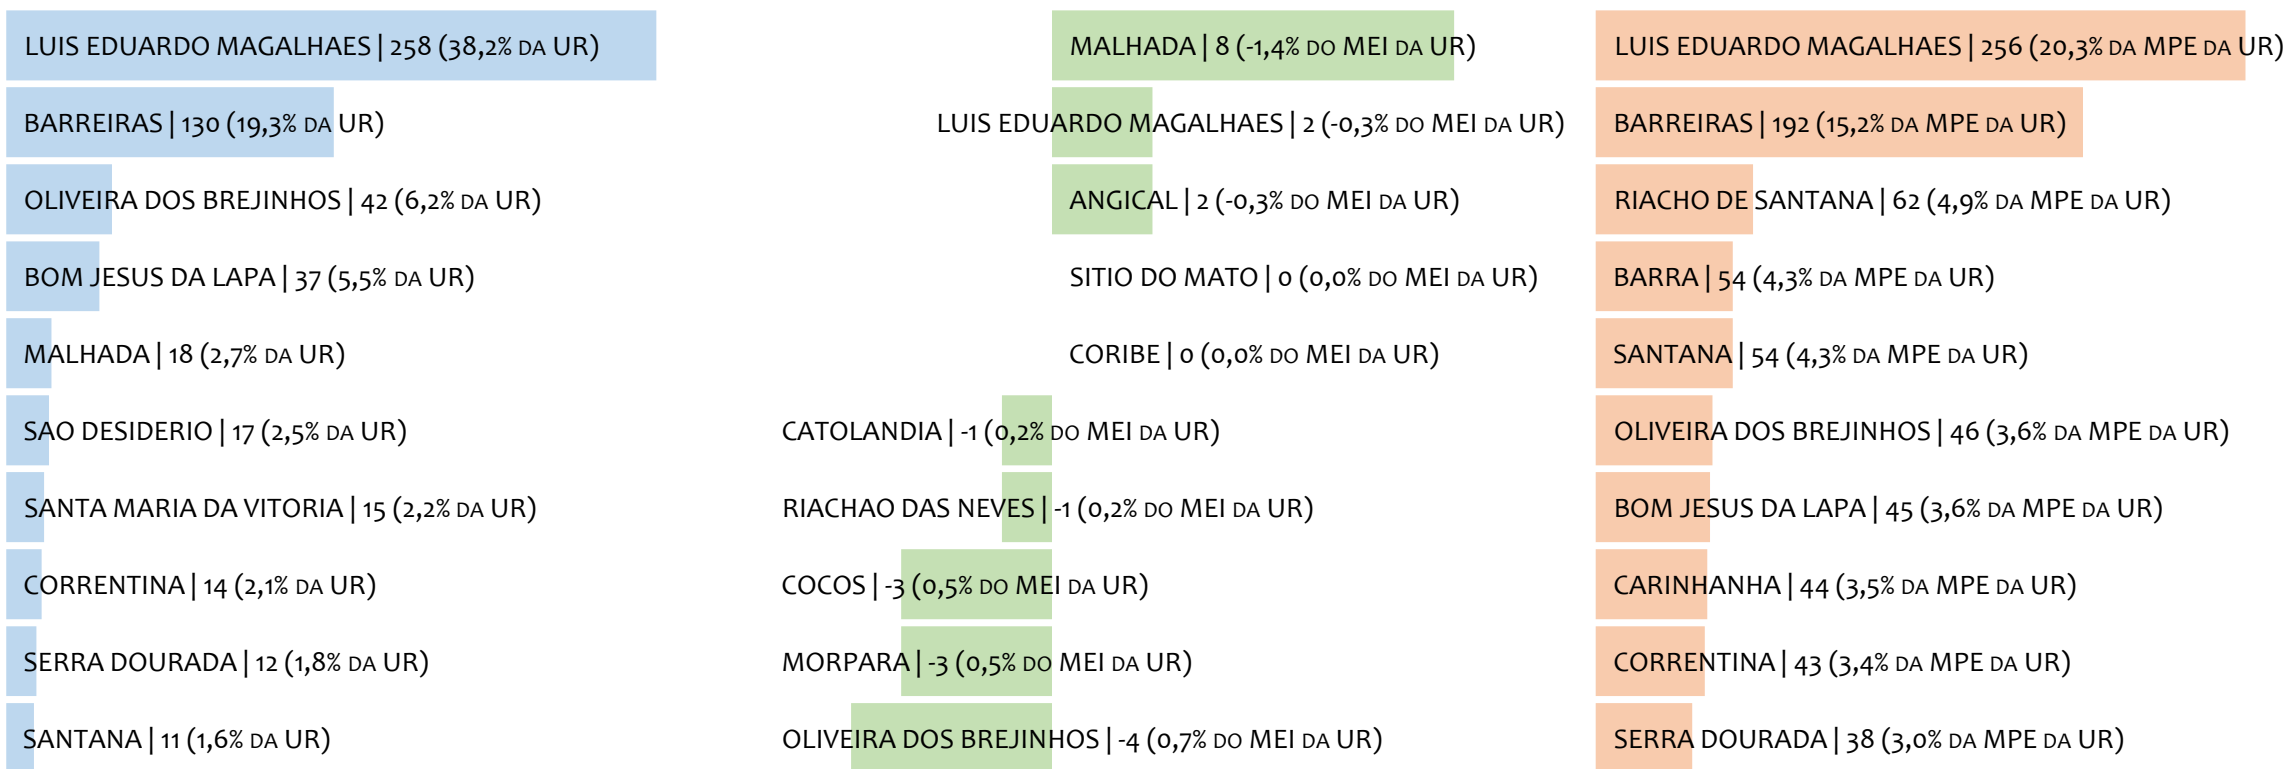 LUIS EDUARDO MAGALHAES | 258 (38,2% DA UR)
BARREIRAS | 130 (19,3% DA UR)
OLIVEIRA DOS BREJINHOS | 42 (6,2% DA UR)
BOM JESUS DA LAPA | 37 (5,5% DA UR)
MALHADA | 18 (2,7% DA UR)
SAO DESIDERIO | 17 (2,5% DA UR)
SANTA MARIA DA VITORIA | 15 (2,2% DA UR)
CORRENTINA | 14 (2,1% DA UR)
SERRA DOURADA | 12 (1,8% DA UR)
SANTANA | 11 (1,6% DA UR)
MALHADA | 8 (-1,4% DO MEI DA UR)
LUIS EDUARDO MAGALHAES | 2 (-0,3% DO MEI DA UR)
ANGICAL | 2 (-0,3% DO MEI DA UR)
SITIO DO MATO | 0 (0,0% DO MEI DA UR)
CORIBE | 0 (0,0% DO MEI DA UR)
CATOLANDIA | -1 (0,2% DO MEI DA UR)
RIACHAO DAS NEVES | -1 (0,2% DO MEI DA UR)
COCOS | -3 (0,5% DO MEI DA UR)
MORPARA | -3 (0,5% DO MEI DA UR)
OLIVEIRA DOS BREJINHOS | -4 (0,7% DO MEI DA UR)
LUIS EDUARDO MAGALHAES | 256 (20,3% DA MPE DA UR)
BARREIRAS | 192 (15,2% DA MPE DA UR)
RIACHO DE SANTANA | 62 (4,9% DA MPE DA UR)
BARRA | 54 (4,3% DA MPE DA UR)
SANTANA | 54 (4,3% DA MPE DA UR)
OLIVEIRA DOS BREJINHOS | 46 (3,6% DA MPE DA UR)
BOM JESUS DA LAPA | 45 (3,6% DA MPE DA UR)
CARINHANHA | 44 (3,5% DA MPE DA UR)
CORRENTINA | 43 (3,4% DA MPE DA UR)
SERRA DOURADA | 38 (3,0% DA MPE DA UR)